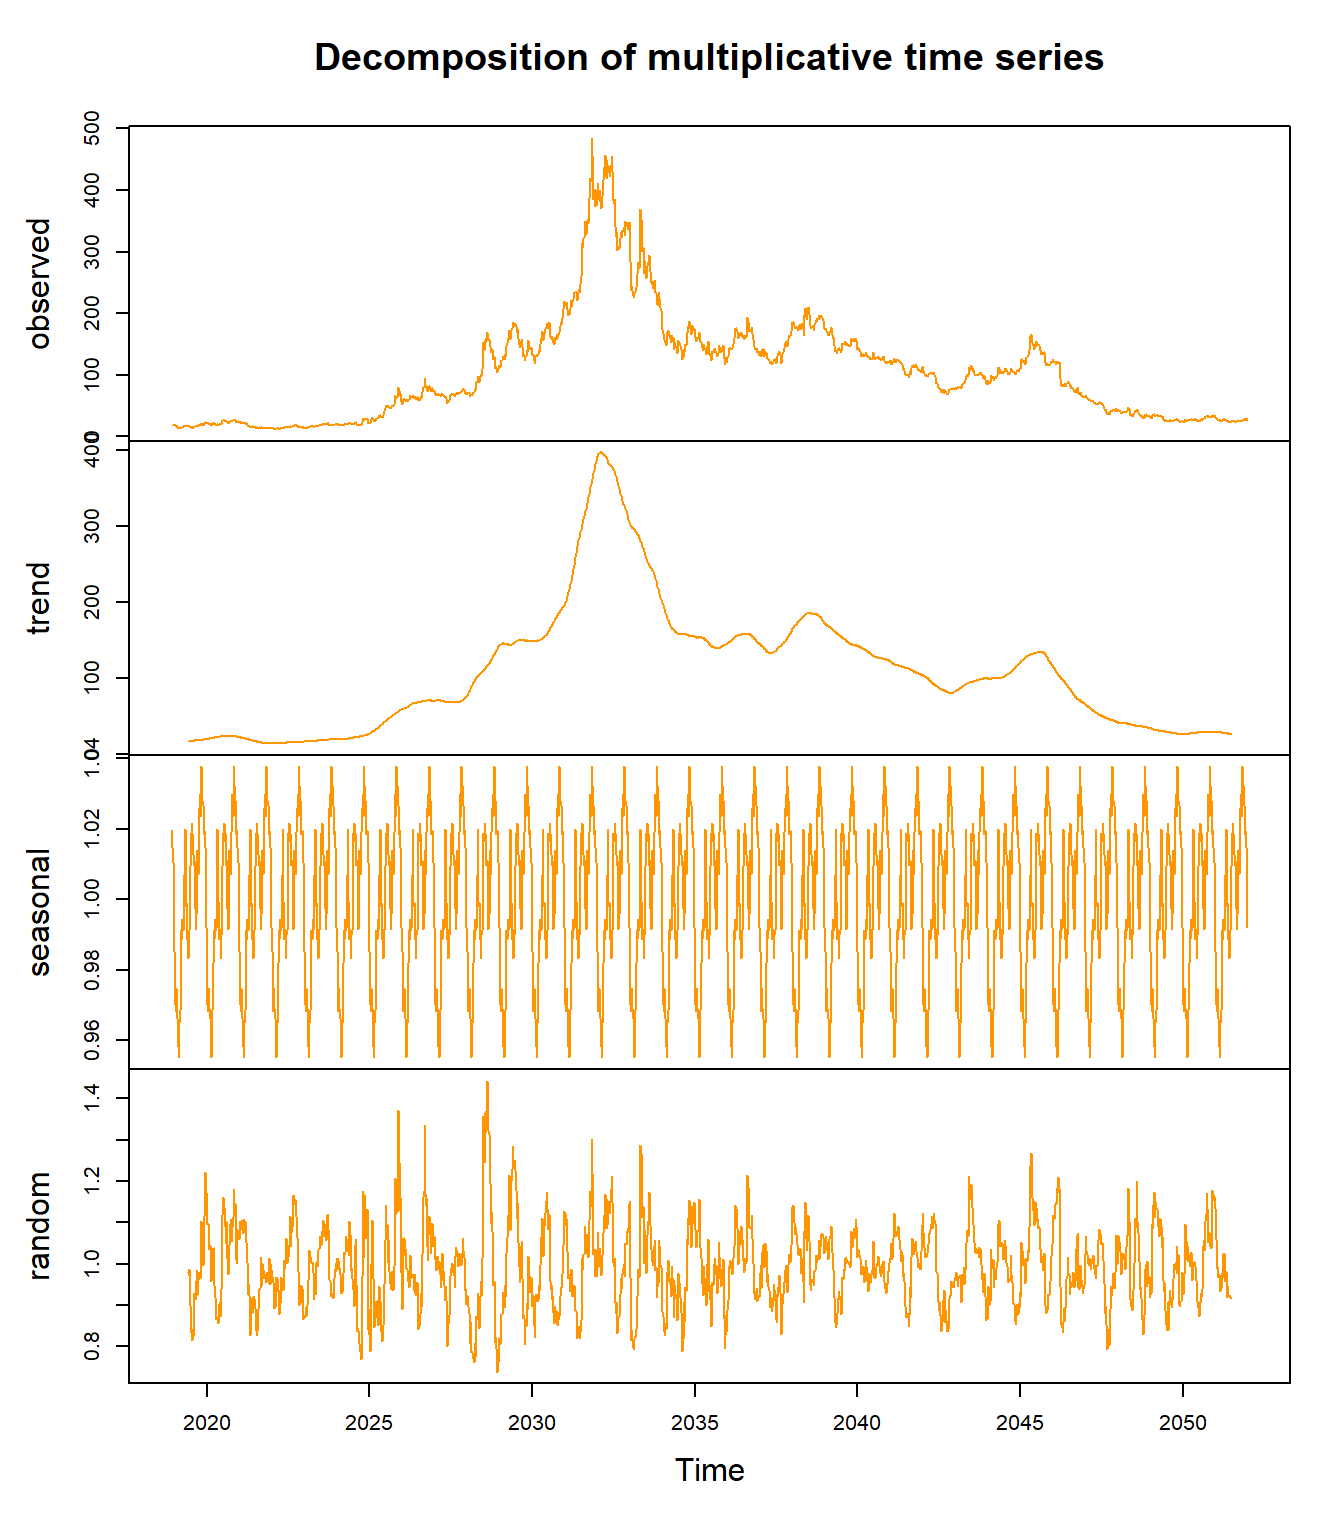 Decomposition of multiplicative time series
observed
0 100 200 300 400 500
trend
0 100 200 300 400
seasonal
0.96 0.98 1.00 1.02 1.04
random
0.8 1.0 1.2 1.4
2020 2025 2030 2035 2040 2045 2050
Time